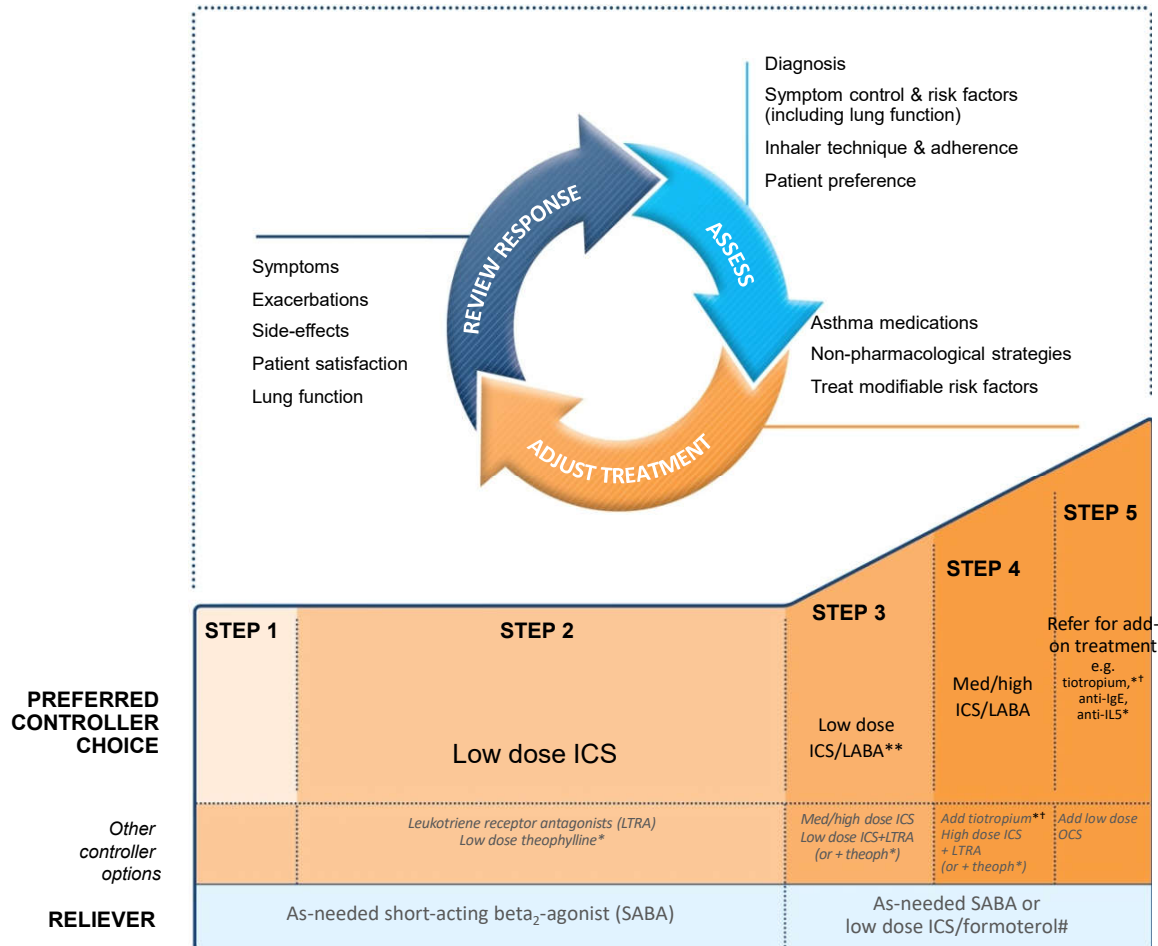 Diagnosis
Symptom control & risk factors
(including lung function)
Inhaler technique & adherence
Patient preference
REVIEW RESPONSE
ASSESS
ADJUST TREATMENT
Symptoms
Exacerbations
Side-effects
Patient satisfaction
Lung function
Asthma medications
Non-pharmacological strategies
Treat modifiable risk factors
STEP 1
STEP 2
STEP 3
STEP 4
STEP 5
PREFERRED
CONTROLLER
CHOICE
Low dose ICS
Low dose
ICS/LABA**
Med/high
ICS/LABA
Refer for add-
on treatment
e.g.
tiotropium,*†
anti-IgE,
anti-IL5*
Other
controller
options
Leukotriene receptor antagonists (LTRA)
Low dose theophylline*
Med/high dose ICS
Low dose ICS+LTRA
(or + theoph*)
Add tiotropium*†
High dose ICS
+ LTRA
(or + theoph*)
Add low dose
OCS
RELIEVER
As-needed short-acting beta₂-agonist (SABA)
As-needed SABA or
low dose ICS/formoterol#